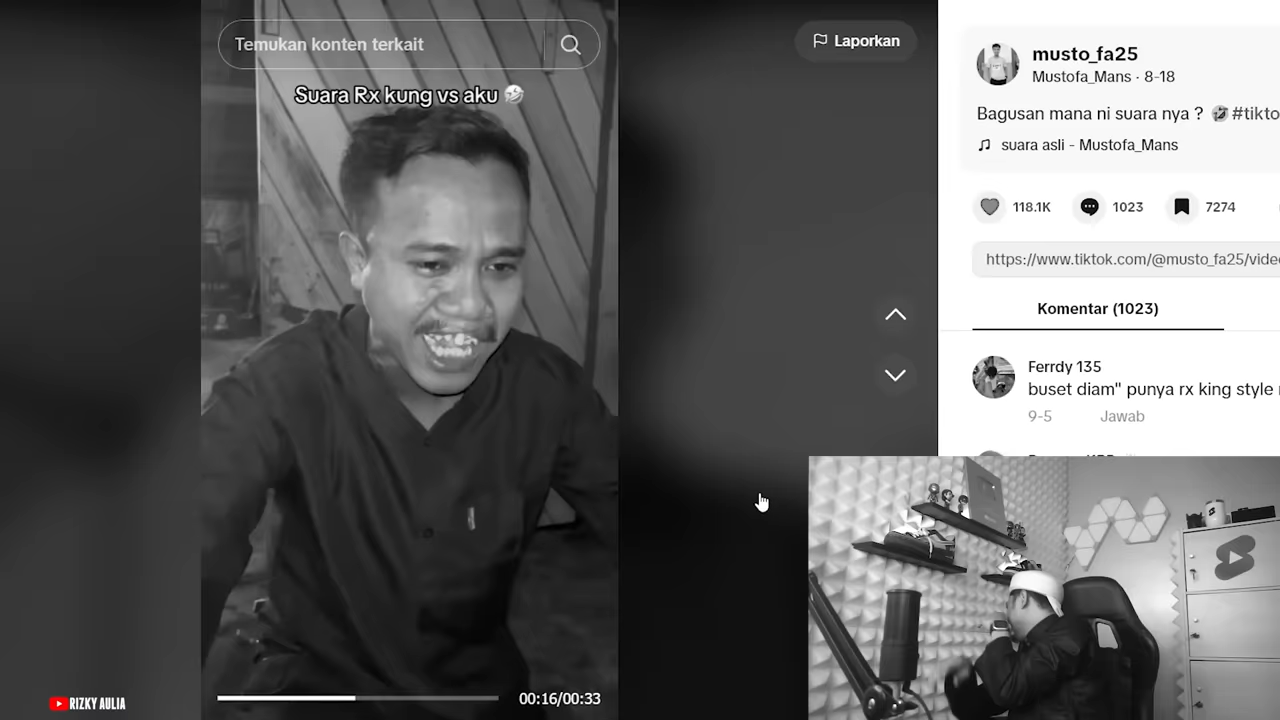 Temukan konten terkait
Laporkan
Suara Rx kung vs aku 🤣
musto_fa25
Mustofa_Mans · 8-18
Bagusan mana ni suara nya ? 🤣 #tikto
suara asli - Mustofa_Mans
118.1K
1023
7274
https://www.tiktok.com/@musto_fa25/vide
Komentar (1023)
Ferrdy 135
buset diam" punya rx king style
9-5 Jawab
00:16/00:33
RIZKY AULIA